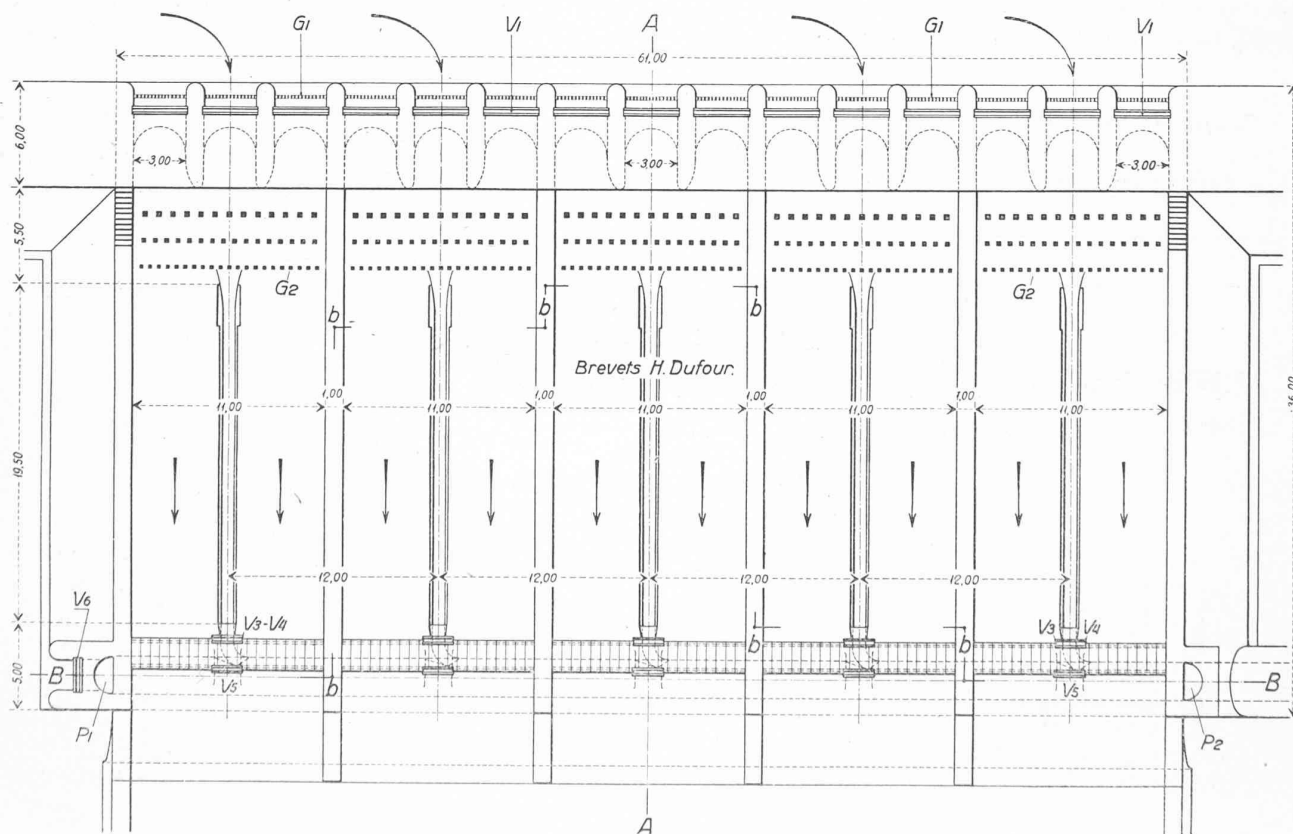 G1 V1 A G1 V1
61,00
6,00
3,00 3,00 3,00
5,50
G2 G2
b b b
Brevets H. Dufour.
1,00 1,00 1,00 1,00
11,00 11,00 11,00 11,00 11,00
36,00
19,50
12,00 12,00 12,00 12,00
V6 V3-V4 b b V3 V4
5,00
B V5 b V5 B
P1 P2
A